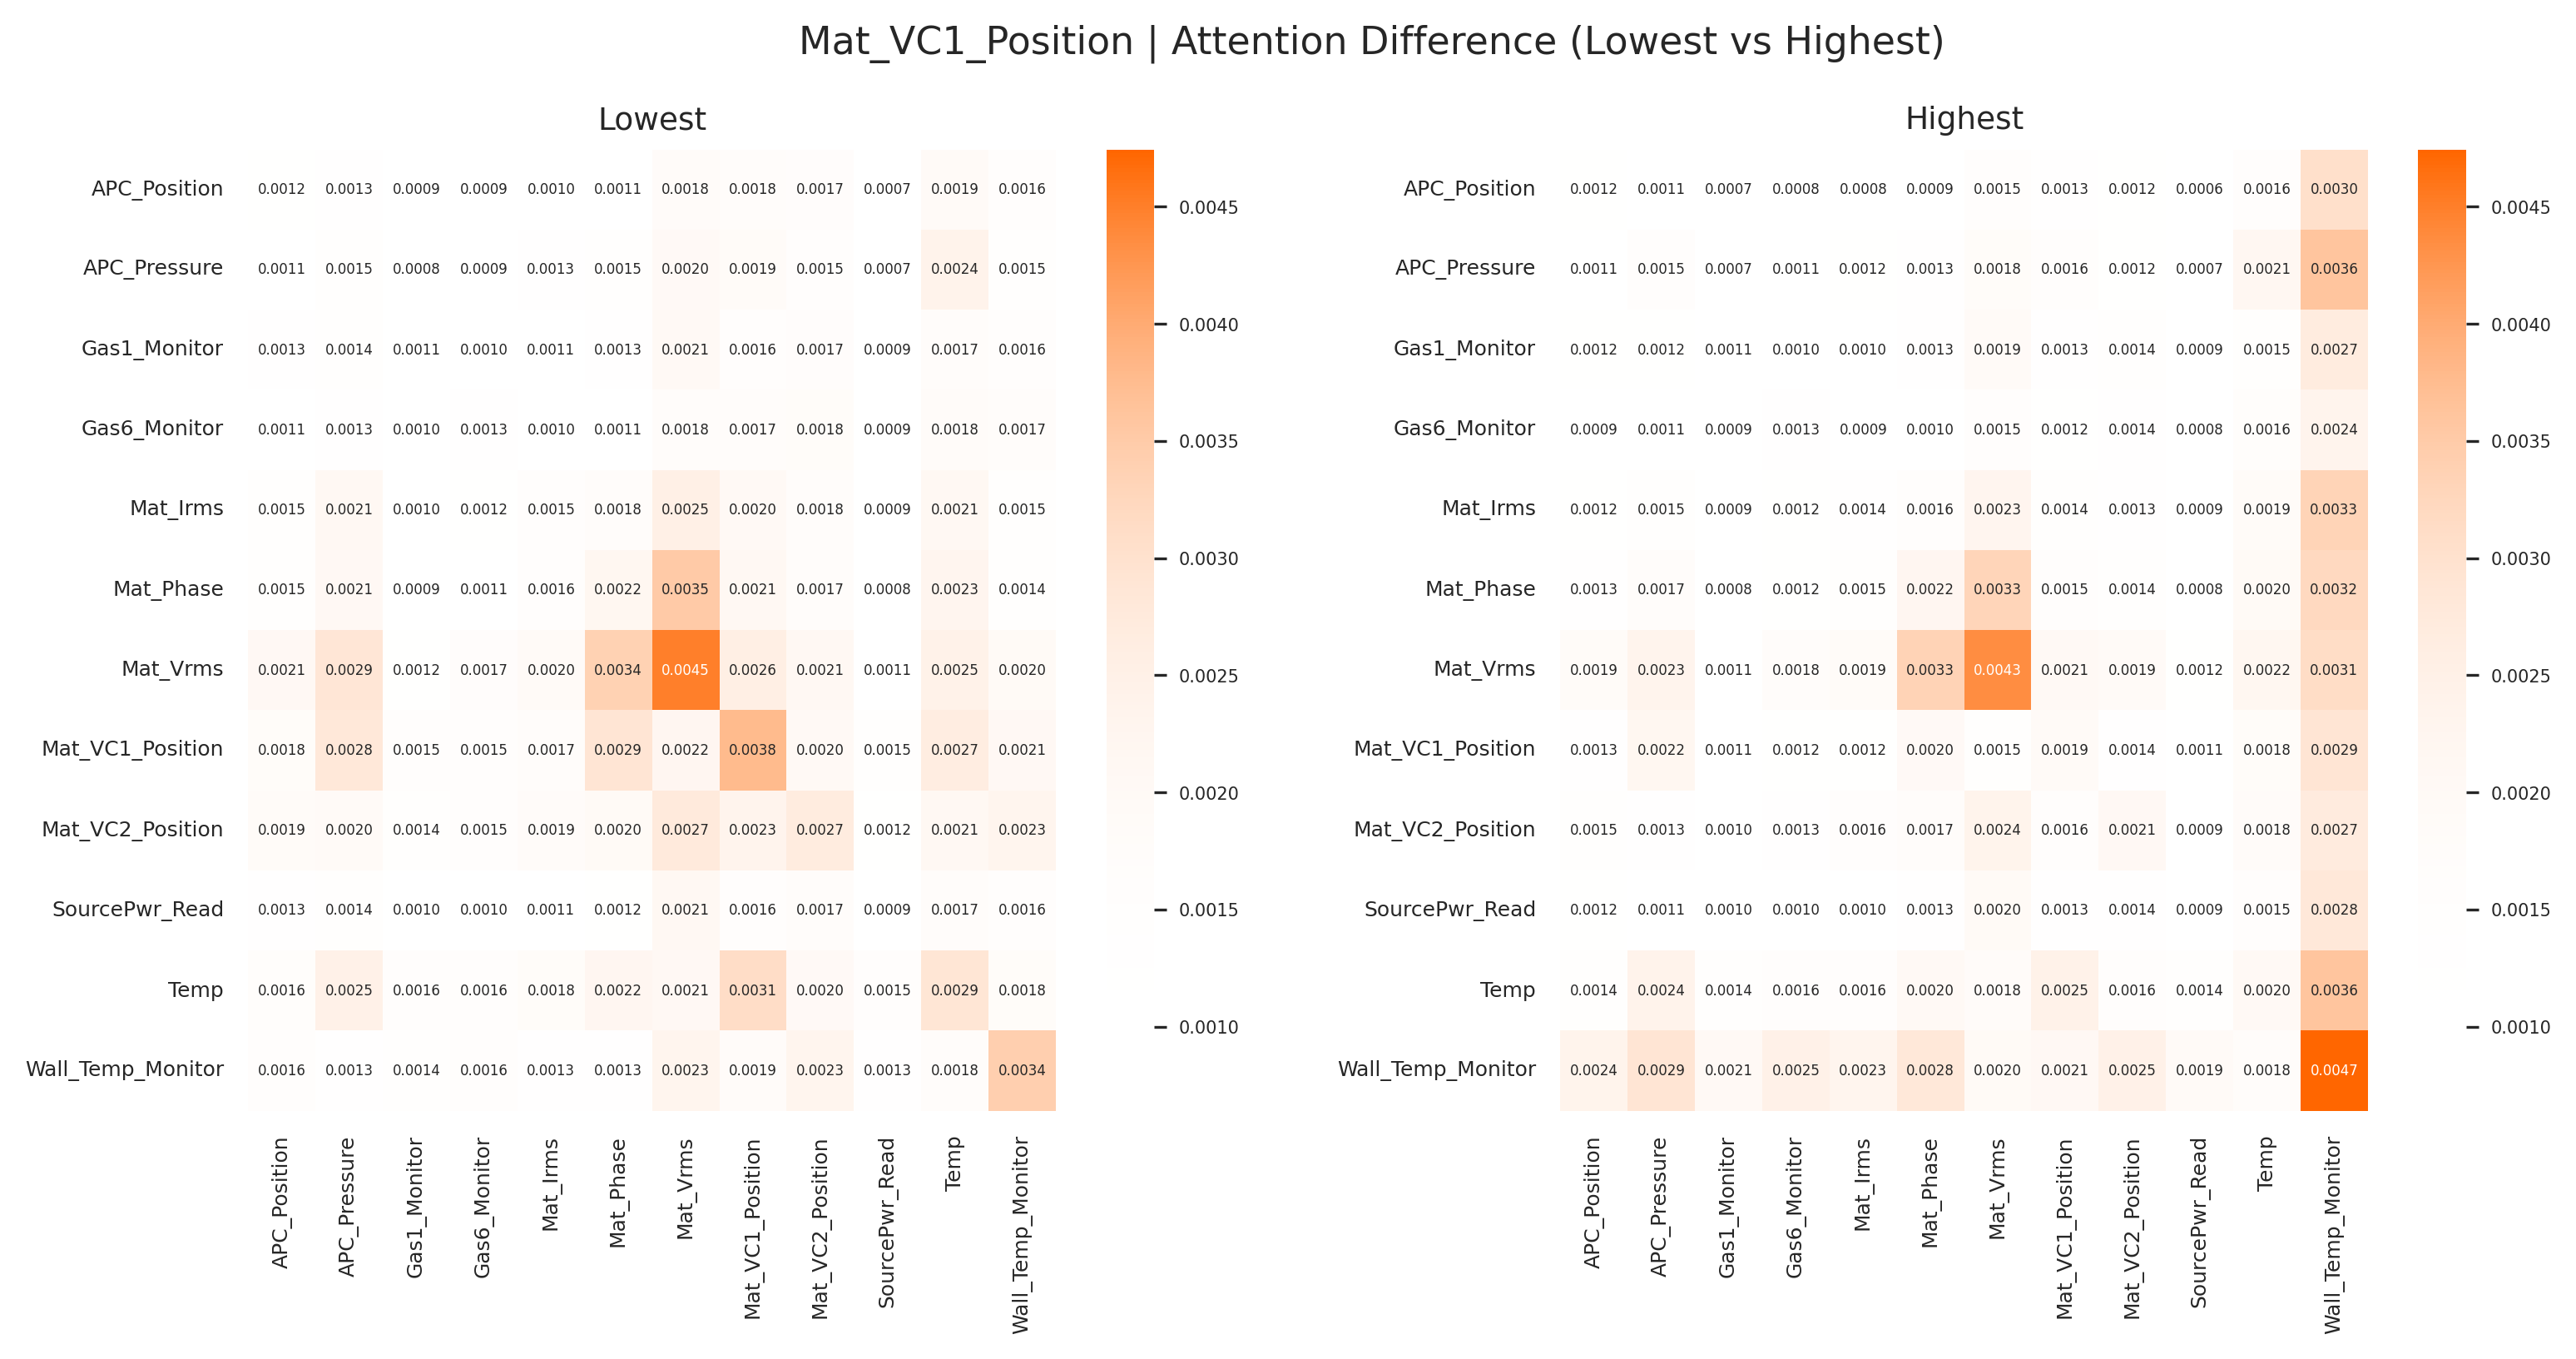 Mat_VC1_Position | Attention Difference (Lowest vs Highest)
Lowest
APC_Position 0.0012 0.0013 0.0009 0.0009 0.0010 0.0011 0.0018 0.0018 0.0017 0.0007 0.0019 0.0016
APC_Pressure 0.0011 0.0015 0.0008 0.0009 0.0013 0.0015 0.0020 0.0019 0.0015 0.0007 0.0024 0.0015
Gas1_Monitor 0.0013 0.0014 0.0011 0.0010 0.0011 0.0013 0.0021 0.0016 0.0017 0.0009 0.0017 0.0016
Gas6_Monitor 0.0011 0.0013 0.0010 0.0013 0.0010 0.0011 0.0018 0.0017 0.0018 0.0009 0.0018 0.0017
Mat_Irms 0.0015 0.0021 0.0010 0.0012 0.0015 0.0018 0.0025 0.0020 0.0018 0.0009 0.0021 0.0015
Mat_Phase 0.0015 0.0021 0.0009 0.0011 0.0016 0.0022 0.0035 0.0021 0.0017 0.0008 0.0023 0.0014
Mat_Vrms 0.0021 0.0029 0.0012 0.0017 0.0020 0.0034 0.0045 0.0026 0.0021 0.0011 0.0025 0.0020
Mat_VC1_Position 0.0018 0.0028 0.0015 0.0015 0.0017 0.0029 0.0022 0.0038 0.0020 0.0015 0.0027 0.0021
Mat_VC2_Position 0.0019 0.0020 0.0014 0.0015 0.0019 0.0020 0.0027 0.0023 0.0027 0.0012 0.0021 0.0023
SourcePwr_Read 0.0013 0.0014 0.0010 0.0010 0.0011 0.0012 0.0021 0.0016 0.0017 0.0009 0.0017 0.0016
Temp 0.0016 0.0025 0.0016 0.0016 0.0018 0.0022 0.0021 0.0031 0.0020 0.0015 0.0029 0.0018
Wall_Temp_Monitor 0.0016 0.0013 0.0014 0.0016 0.0013 0.0013 0.0023 0.0019 0.0023 0.0013 0.0018 0.0034
APC_Position
APC_Pressure
Gas1_Monitor
Gas6_Monitor
Mat_Irms
Mat_Phase
Mat_Vrms
Mat_VC1_Position
Mat_VC2_Position
SourcePwr_Read
Temp
Wall_Temp_Monitor
0.0045
0.0040
0.0035
0.0030
0.0025
0.0020
0.0015
0.0010
Highest
APC_Position 0.0012 0.0011 0.0007 0.0008 0.0008 0.0009 0.0015 0.0013 0.0012 0.0006 0.0016 0.0030
APC_Pressure 0.0011 0.0015 0.0007 0.0011 0.0012 0.0013 0.0018 0.0016 0.0012 0.0007 0.0021 0.0036
Gas1_Monitor 0.0012 0.0012 0.0011 0.0010 0.0010 0.0013 0.0019 0.0013 0.0014 0.0009 0.0015 0.0027
Gas6_Monitor 0.0009 0.0011 0.0009 0.0013 0.0009 0.0010 0.0015 0.0012 0.0014 0.0008 0.0016 0.0024
Mat_Irms 0.0012 0.0015 0.0009 0.0012 0.0014 0.0016 0.0023 0.0014 0.0013 0.0009 0.0019 0.0033
Mat_Phase 0.0013 0.0017 0.0008 0.0012 0.0015 0.0022 0.0033 0.0015 0.0014 0.0008 0.0020 0.0032
Mat_Vrms 0.0019 0.0023 0.0011 0.0018 0.0019 0.0033 0.0043 0.0021 0.0019 0.0012 0.0022 0.0031
Mat_VC1_Position 0.0013 0.0022 0.0011 0.0012 0.0012 0.0020 0.0015 0.0019 0.0014 0.0011 0.0018 0.0029
Mat_VC2_Position 0.0015 0.0013 0.0010 0.0013 0.0016 0.0017 0.0024 0.0016 0.0021 0.0009 0.0018 0.0027
SourcePwr_Read 0.0012 0.0011 0.0010 0.0010 0.0010 0.0013 0.0020 0.0013 0.0014 0.0009 0.0015 0.0028
Temp 0.0014 0.0024 0.0014 0.0016 0.0016 0.0020 0.0018 0.0025 0.0016 0.0014 0.0020 0.0036
Wall_Temp_Monitor 0.0024 0.0029 0.0021 0.0025 0.0023 0.0028 0.0020 0.0021 0.0025 0.0019 0.0018 0.0047
APC_Position
APC_Pressure
Gas1_Monitor
Gas6_Monitor
Mat_Irms
Mat_Phase
Mat_Vrms
Mat_VC1_Position
Mat_VC2_Position
SourcePwr_Read
Temp
Wall_Temp_Monitor
0.0045
0.0040
0.0035
0.0030
0.0025
0.0020
0.0015
0.0010